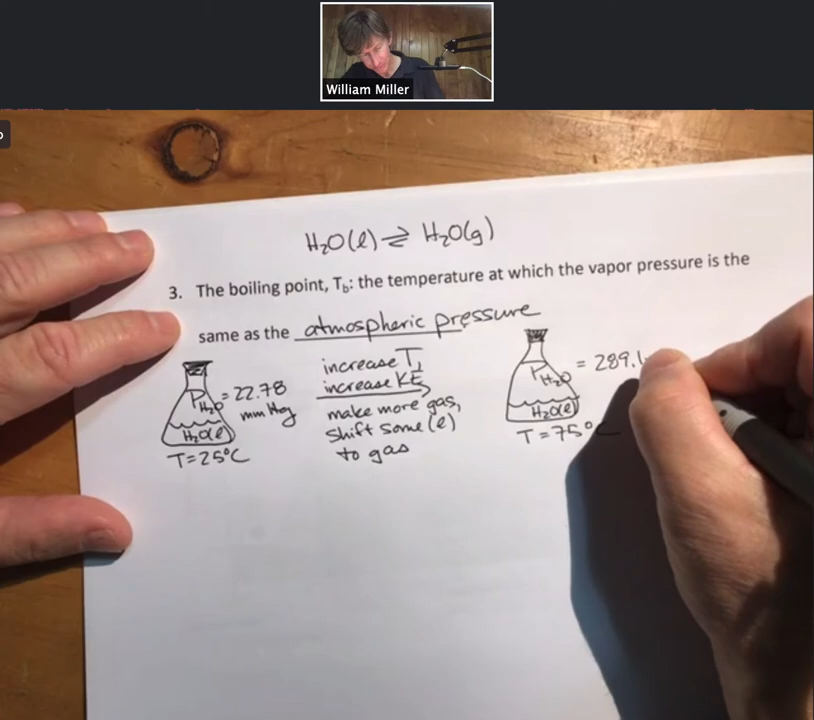 William Miller
H₂O(l) ⇌ H₂O(g)
3. The boiling point, T_b: the temperature at which the vapor pressure is the
same as the atmospheric pressure
P_H₂O = 22.78
mm Hg
H₂O(l)
T = 25°C
increase T,
increase KE
make more gas,
shift some (l)
to gas
P_H₂O = 289.1
H₂O(l)
T = 75°C